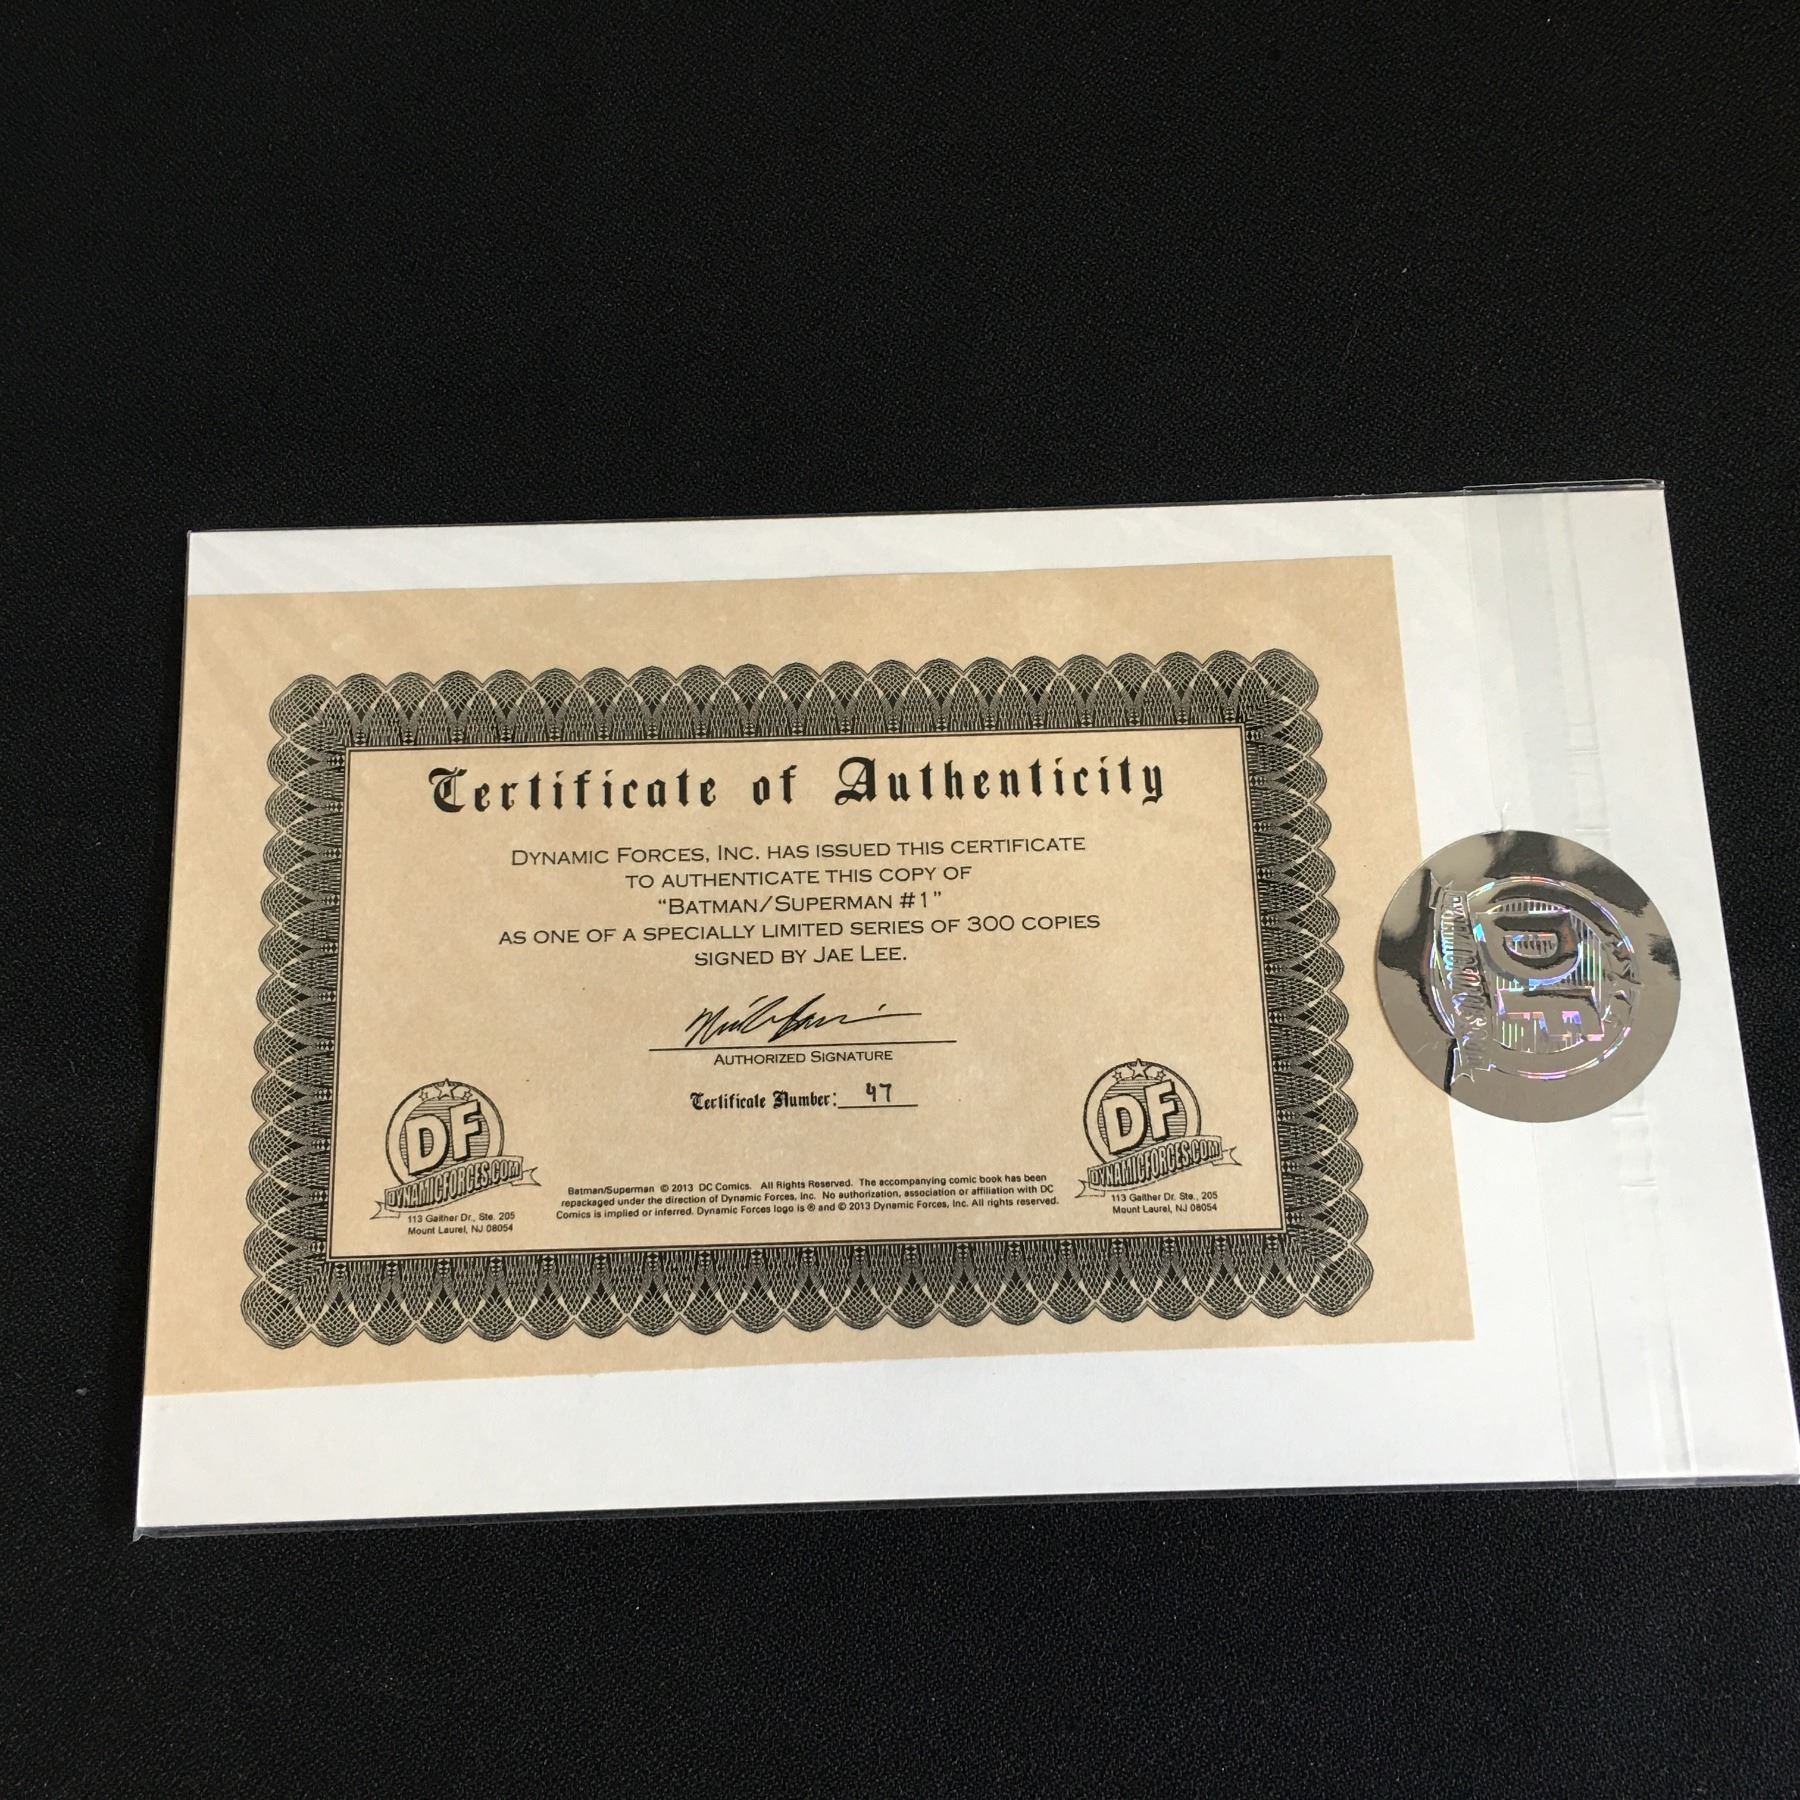 Certificate of Authenticity
DYNAMIC FORCES, INC. HAS ISSUED THIS CERTIFICATE
TO AUTHENTICATE THIS COPY OF
“BATMAN/SUPERMAN #1”
AS ONE OF A SPECIALLY LIMITED SERIES OF 300 COPIES
SIGNED BY JAE LEE.
AUTHORIZED SIGNATURE
Certificate Number: 47
DF
DYNAMICFORCES.COM
113 Gaither Dr., Ste. 205
Mount Laurel, NJ 08054
Batman/Superman © 2013 DC Comics. All Rights Reserved. The accompanying comic book has been
repackaged under the direction of Dynamic Forces, Inc. No authorization, association or affiliation with DC
Comics is implied or inferred. Dynamic Forces logo is ® and © 2013 Dynamic Forces, Inc. All rights reserved.
DF
DYNAMICFORCES.COM
113 Gaither Dr. Ste., 205
Mount Laurel, NJ 08054
DF